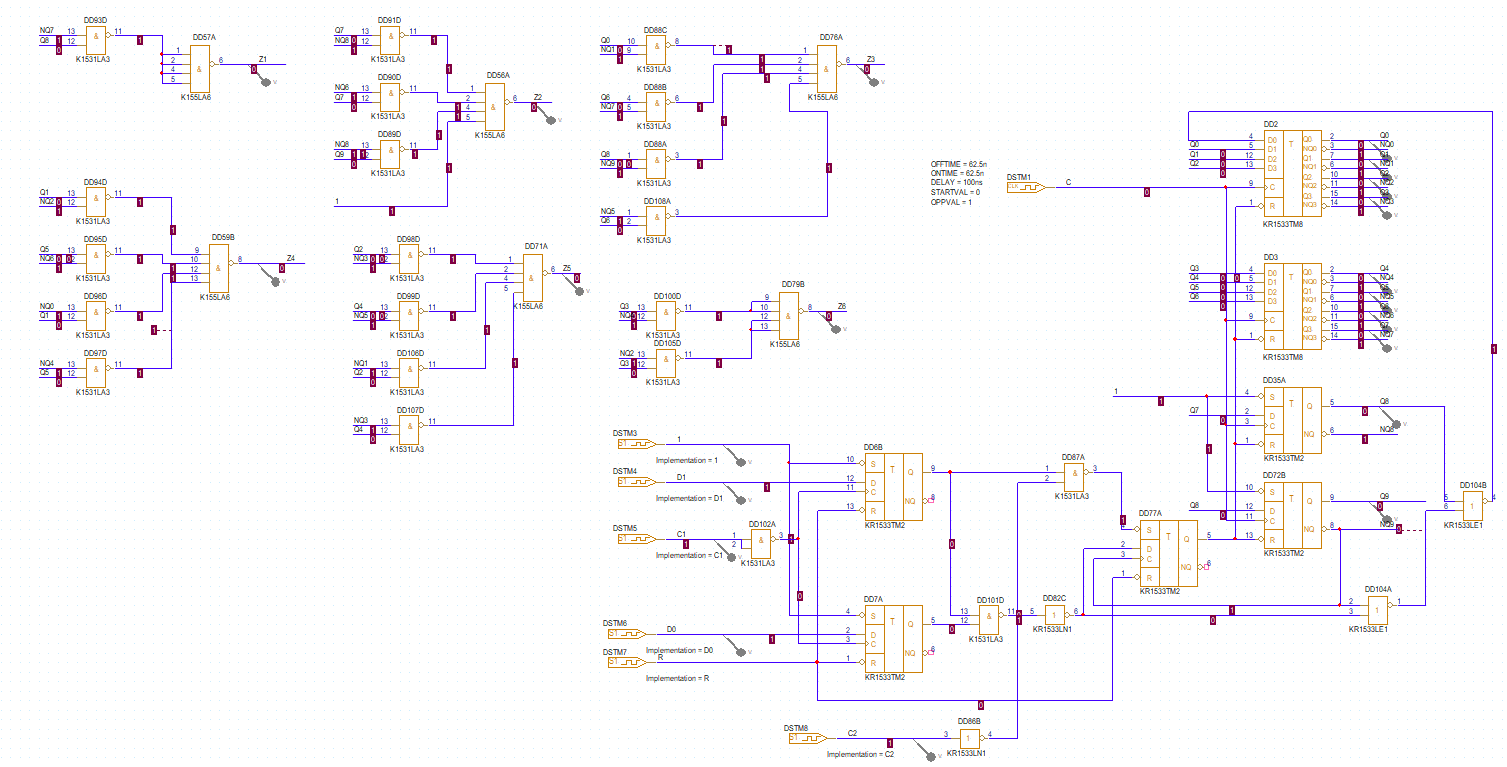 DD93D
NQ7 13 11
Q8 12
K1531LA3
DD57A
1
2 6 Z1
4
5
K155LA6
DD91D
Q7 13 11
NQ8 12
K1531LA3
DD90D
NQ6 13 11
Q7 12
K1531LA3
DD89D
NQ8 13 11
Q9 12
K1531LA3
DD56A
1
2 6 Z2
4
5
K155LA6
1
DD88C
Q0 10 8
NQ1 9
K1531LA3
DD88B
Q6 4 6
NQ7 5
K1531LA3
DD88A
Q8 1 3
NQ9 2
K1531LA3
DD108A
NQ5 1 3
Q6 2
K1531LA3
DD76A
1
2 6 Z3
4
5
K155LA6
DD94D
Q1 13 11
NQ2 12
K1531LA3
DD95D
Q5 13 11
NQ6 12
K1531LA3
DD96D
NQ0 13 11
Q1 12
K1531LA3
DD97D
NQ4 13 11
Q5 12
K1531LA3
DD59B
9
10 8 Z4
12
13
K155LA6
DD98D
Q2 13 11
NQ3 12
K1531LA3
DD99D
Q4 13 11
NQ5 12
K1531LA3
DD106D
NQ1 13 11
Q2 12
K1531LA3
DD107D
NQ3 13 11
Q4 12
K1531LA3
DD71A
1
2 6 Z5
4
5
K155LA6
DD100D
Q3 13 11
12
K1531LA3
DD105D
NQ2 13 11
Q3 12
K1531LA3
DD79B
9
10 8 Z6
12
13
K155LA6
OFFTIME = 62.5n
ONTIME = 62.5n
DELAY = 100ns
STARTVAL = 0
OPPVAL = 1
DSTM1
CLK C
DD2
4 D0 T Q0 2 Q0
Q0 5 D1 NQ0 3 NQ0
Q1 12 D2 Q1 7
Q2 13 D3 NQ1 6
Q2 10
9 C NQ2 11 NQ2
Q3 15
1 R NQ3 14 NQ3
KR1533TM8
DD3
Q3 4 D0 T Q0 2 Q4
Q4 5 D1 NQ0 3 NQ4
Q5 12 D2 Q1 7
Q6 13 D3 NQ1 6
Q2 10
9 C NQ2 11
Q3 15
1 R NQ3 14 NQ7
KR1533TM8
DD35A
1 4 S T Q 5 Q8
Q7 2 D
3 C NQ 6
1 R
KR1533TM2
DD72B
10 S T Q 9 Q9
Q8 12 D
11 C NQ 8 NQ9
13 R
KR1533TM2
DD104B
5 1 4
6
KR1533LE1
DD104A
2 1 1
3
KR1533LE1
DSTM3
S1 1
Implementation = 1
DSTM4
S1 D1
Implementation = D1
DSTM5
S1 C1
Implementation = C1
DD102A
1 3
2
K1531LA3
DSTM6
S1 D0
Implementation = D0
DSTM7
S1 R
Implementation = R
DSTM8
S1 C2
Implementation = C2
DD6B
10 S T Q 9
12 D
11 C NQ 8
13 R
KR1533TM2
DD7A
4 S T Q 5
2 D
3 C NQ 6
1 R
KR1533TM2
DD87A
1 3
2
K1531LA3
DD77A
S T Q 5
2 D
3 C NQ 6
1 R
KR1533TM2
DD101D
13 11
12
K1531LA3
DD82C
5 1 6
KR1533LN1
DD86B
3 1 4
KR1533LN1